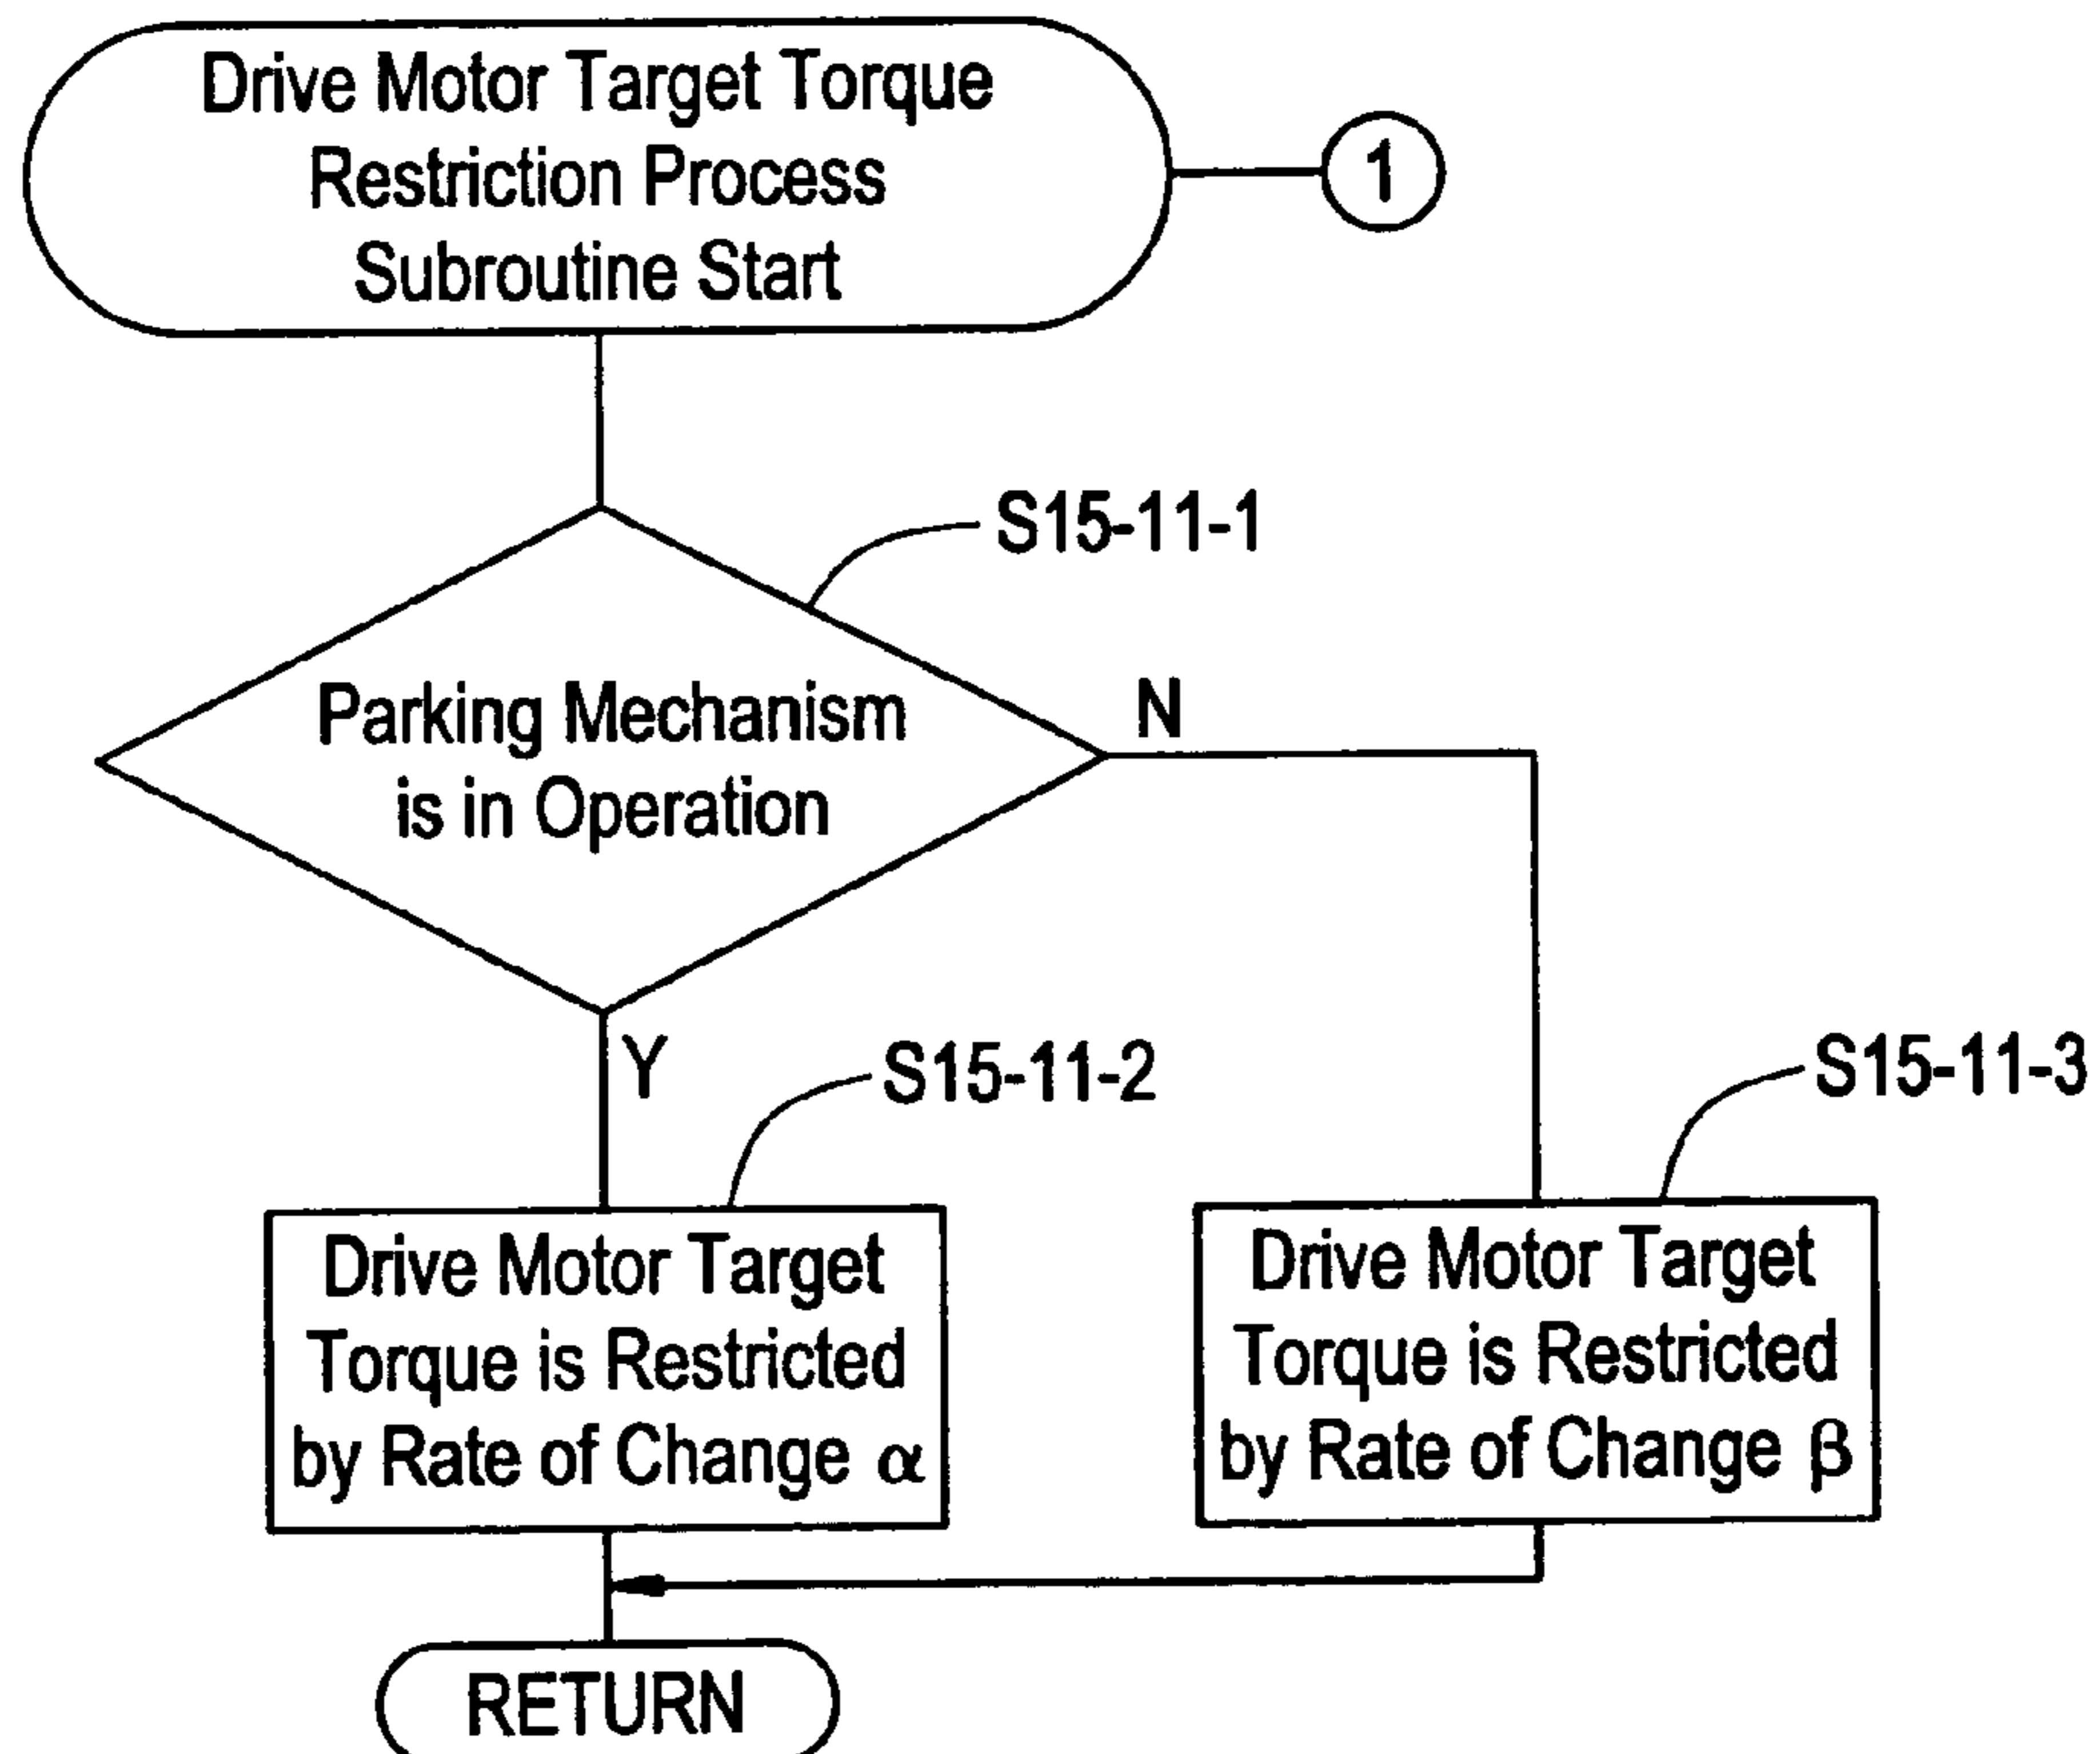 Drive Motor Target Torque
Restriction Process
Subroutine Start
1
S15-11-1
Parking Mechanism
is in Operation
N
Y
S15-11-2
S15-11-3
Drive Motor Target
Torque is Restricted
by Rate of Change α
Drive Motor Target
Torque is Restricted
by Rate of Change β
RETURN